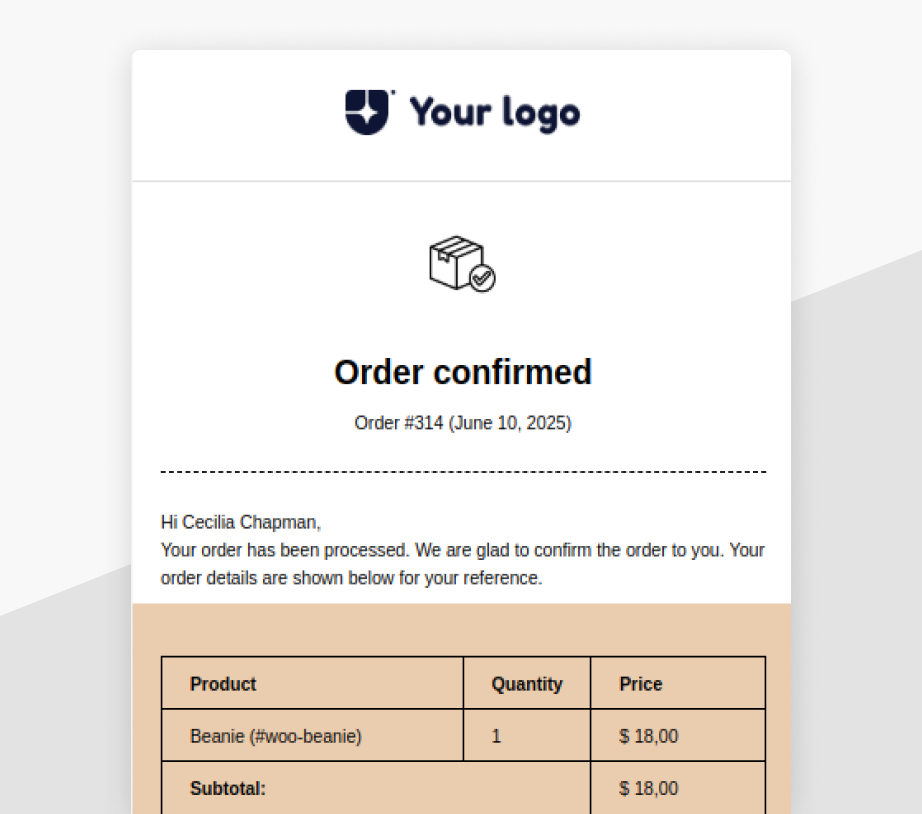 Your logo
Order confirmed
Order #314 (June 10, 2025)
Hi Cecilia Chapman,
Your order has been processed. We are glad to confirm the order to you. Your
order details are shown below for your reference.
Product Quantity Price
Beanie (#woo-beanie) 1 $ 18,00
Subtotal: $ 18,00